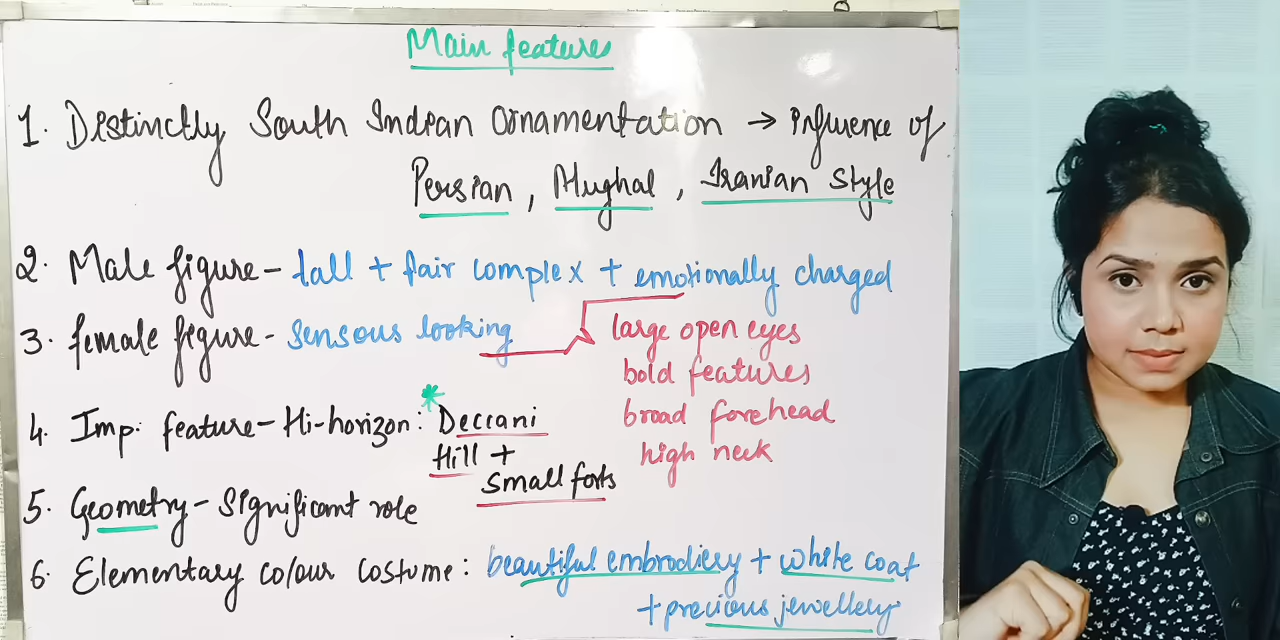 Main features
1. Distinctly South Indian Ornamentation → influence of
Persian, Mughal, Iranian Style
2. Male figure - tall + fair complex + emotionally charged
3. female figure - Sensous looking
large open eyes
bold features
broad forehead
high neck
4. Imp. feature - Hi-horizon: * Deccani
Hill +
Small forts
5. Geometry - Significant role
6. Elementary colour costume: beautiful embrodiery + white coat
+ precious jewellery